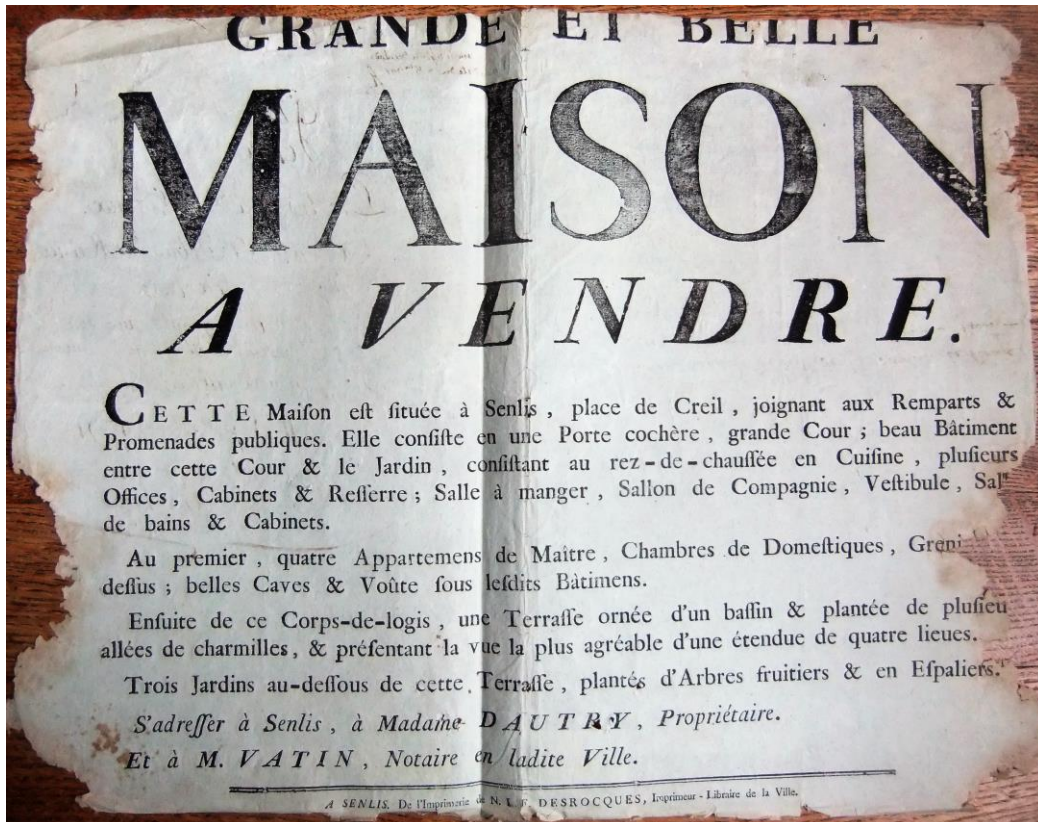 GRANDE ET BELLE
MAISON
A VENDRE.
CETTE Maiſon eſt ſituée à Senlis , place de Creil , joignant aux Remparts &
Promenades publiques. Elle conſiſte en une Porte cochère , grande Cour ; beau Bâtiment
entre cette Cour & le Jardin , conſiſtant au rez-de-chauſſée en Cuiſine , pluſieurs
Offices , Cabinets & Reſſerre ; Salle à manger , Sallon de Compagnie , Veſtibule ,
de bains & Cabinets.
Au premier , quatre Appartemens de Maître , Chambres de Domeſtiques ,
deſſus ; belles Caves & Voûte ſous leſdits Bâtimens.
Enſuite de ce Corps-de-logis , une Terraſſe ornée d'un baſſin & plantée de
allées de charmilles , & préſentant la vue la plus agréable d'une étendue de quatre lieues.
Trois Jardins au-deſſous de cette Terraſſe , plantés d'Arbres fruitiers & en Eſpaliers.
S'adreſſer à Senlis , à Madame DAUTRY , Propriétaire.
Et à M. VATIN , Notaire en ladite Ville.
A SENLIS, De l'Imprimerie de N. L. F. DESROCQUES, Imprimeur - Libraire de la Ville.